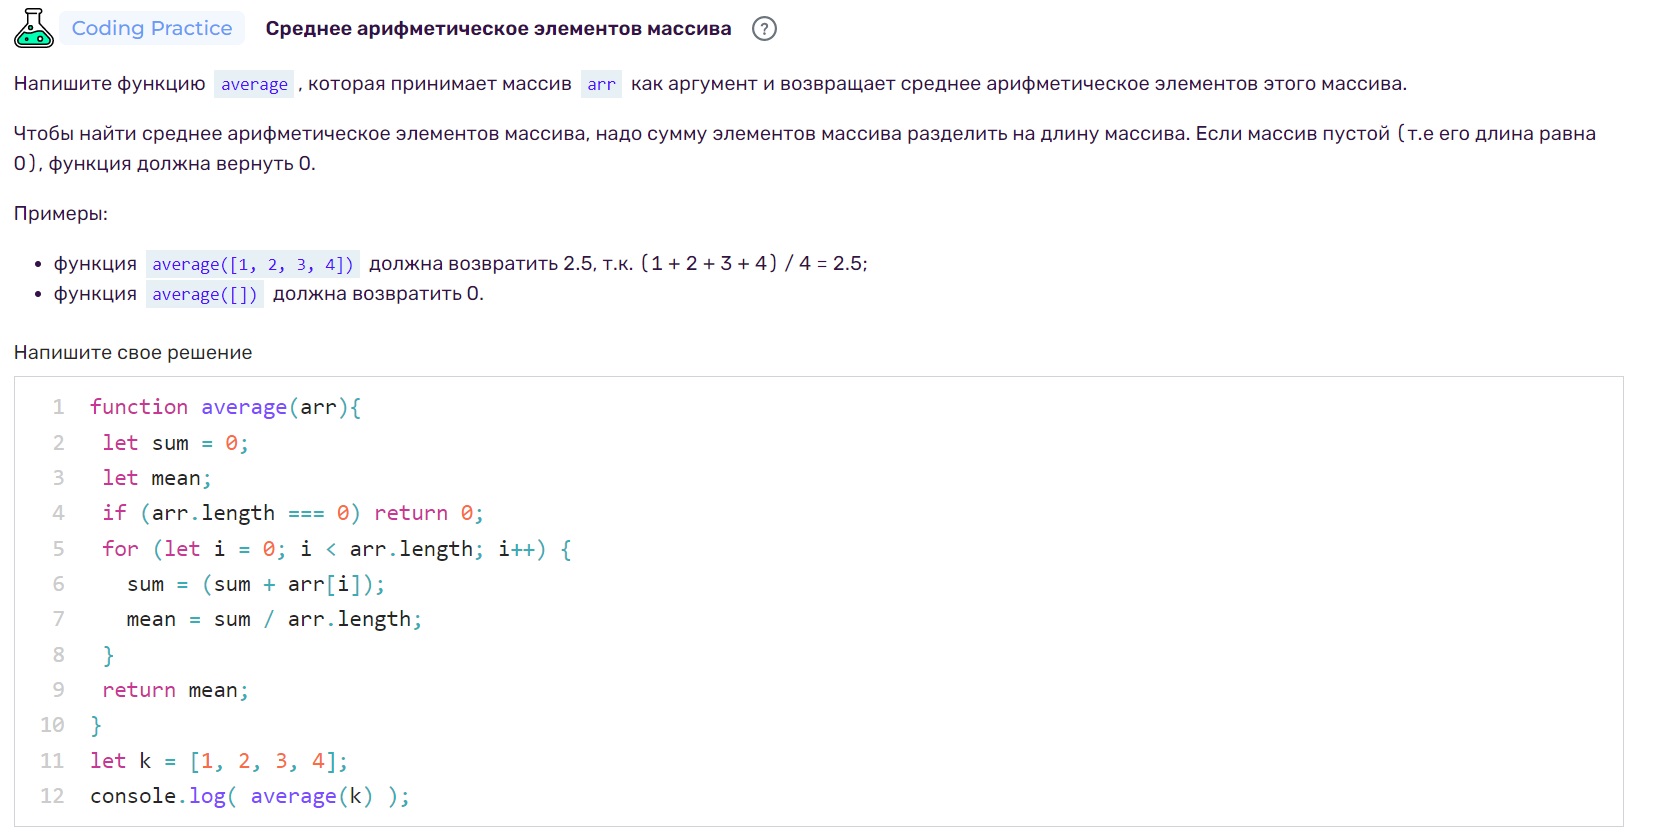 Coding Practice Среднее арифметическое элементов массива ?
Напишите функцию average , которая принимает массив arr как аргумент и возвращает среднее арифметическое элементов этого массива.
Чтобы найти среднее арифметическое элементов массива, надо сумму элементов массива разделить на длину массива. Если массив пустой (т.е его длина равна
0), функция должна вернуть 0.
Примеры:
• функция average([1, 2, 3, 4]) должна возвратить 2.5, т.к. (1 + 2 + 3 + 4) / 4 = 2.5;
• функция average([]) должна возвратить 0.
Напишите свое решение
1 function average(arr){
2 let sum = 0;
3 let mean;
4 if (arr.length === 0) return 0;
5 for (let i = 0; i < arr.length; i++) {
6 sum = (sum + arr[i]);
7 mean = sum / arr.length;
8 }
9 return mean;
10 }
11 let k = [1, 2, 3, 4];
12 console.log( average(k) );